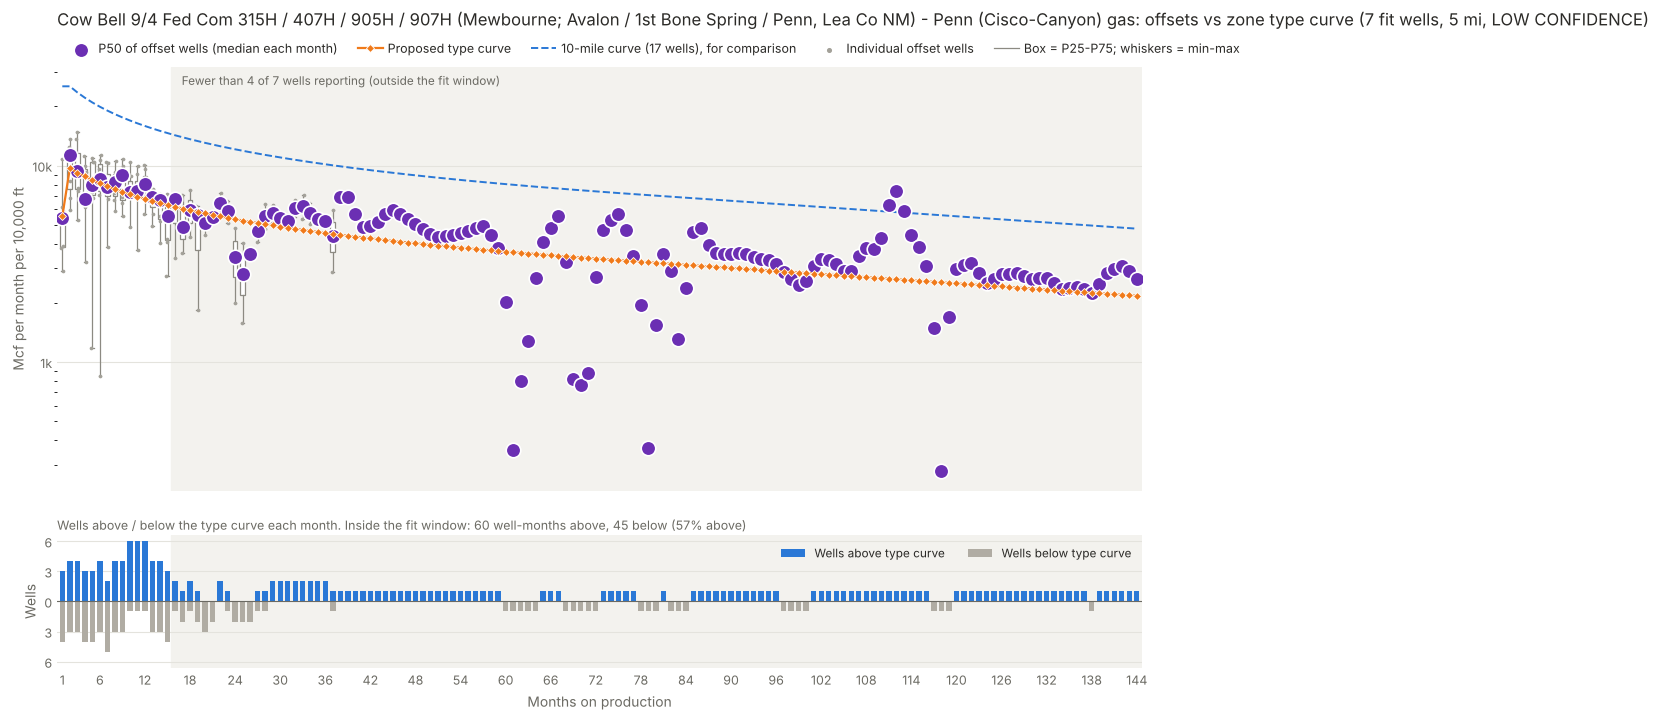 Cow Bell 9/4 Fed Com 315H / 407H / 905H / 907H (Mewbourne; Avalon / 1st Bone Spring / Penn, Lea Co NM) - Penn (Cisco-Canyon) gas: offsets vs zone type curve (7 fit wells, 5 mi, LOW CONFIDENCE)
P50 of offset wells (median each month) Proposed type curve 10-mile curve (17 wells), for comparison Individual offset wells Box = P25-P75; whiskers = min-max
Fewer than 4 of 7 wells reporting (outside the fit window)
10k
1k
Mcf per month per 10,000 ft
Wells above / below the type curve each month. Inside the fit window: 60 well-months above, 45 below (57% above)
Wells above type curve Wells below type curve
6
3
0
3
6
Wells
1 6 12 18 24 30 36 42 48 54 60 66 72 78 84 90 96 102 108 114 120 126 132 138 144
Months on production